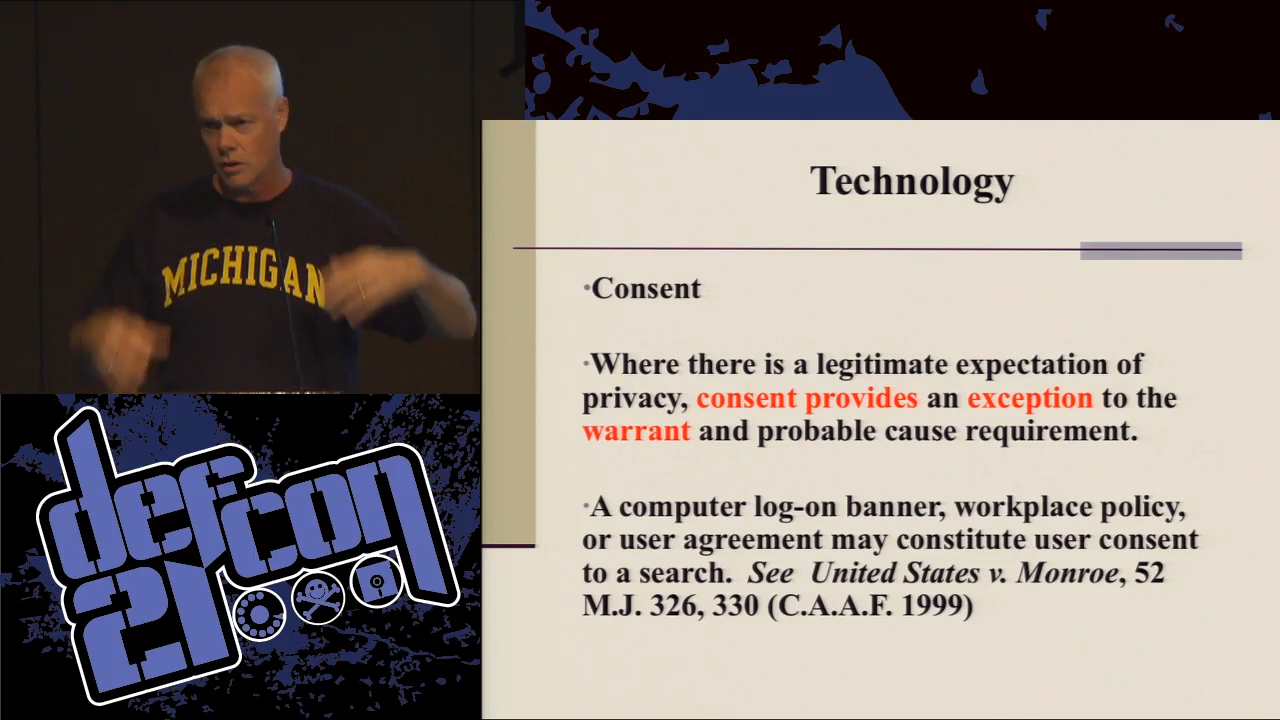 MICHIGAN
defcon
21
Technology
•Consent
•Where there is a legitimate expectation of
privacy, consent provides an exception to the
warrant and probable cause requirement.
•A computer log-on banner, workplace policy,
or user agreement may constitute user consent
to a search. See United States v. Monroe, 52
M.J. 326, 330 (C.A.A.F. 1999)